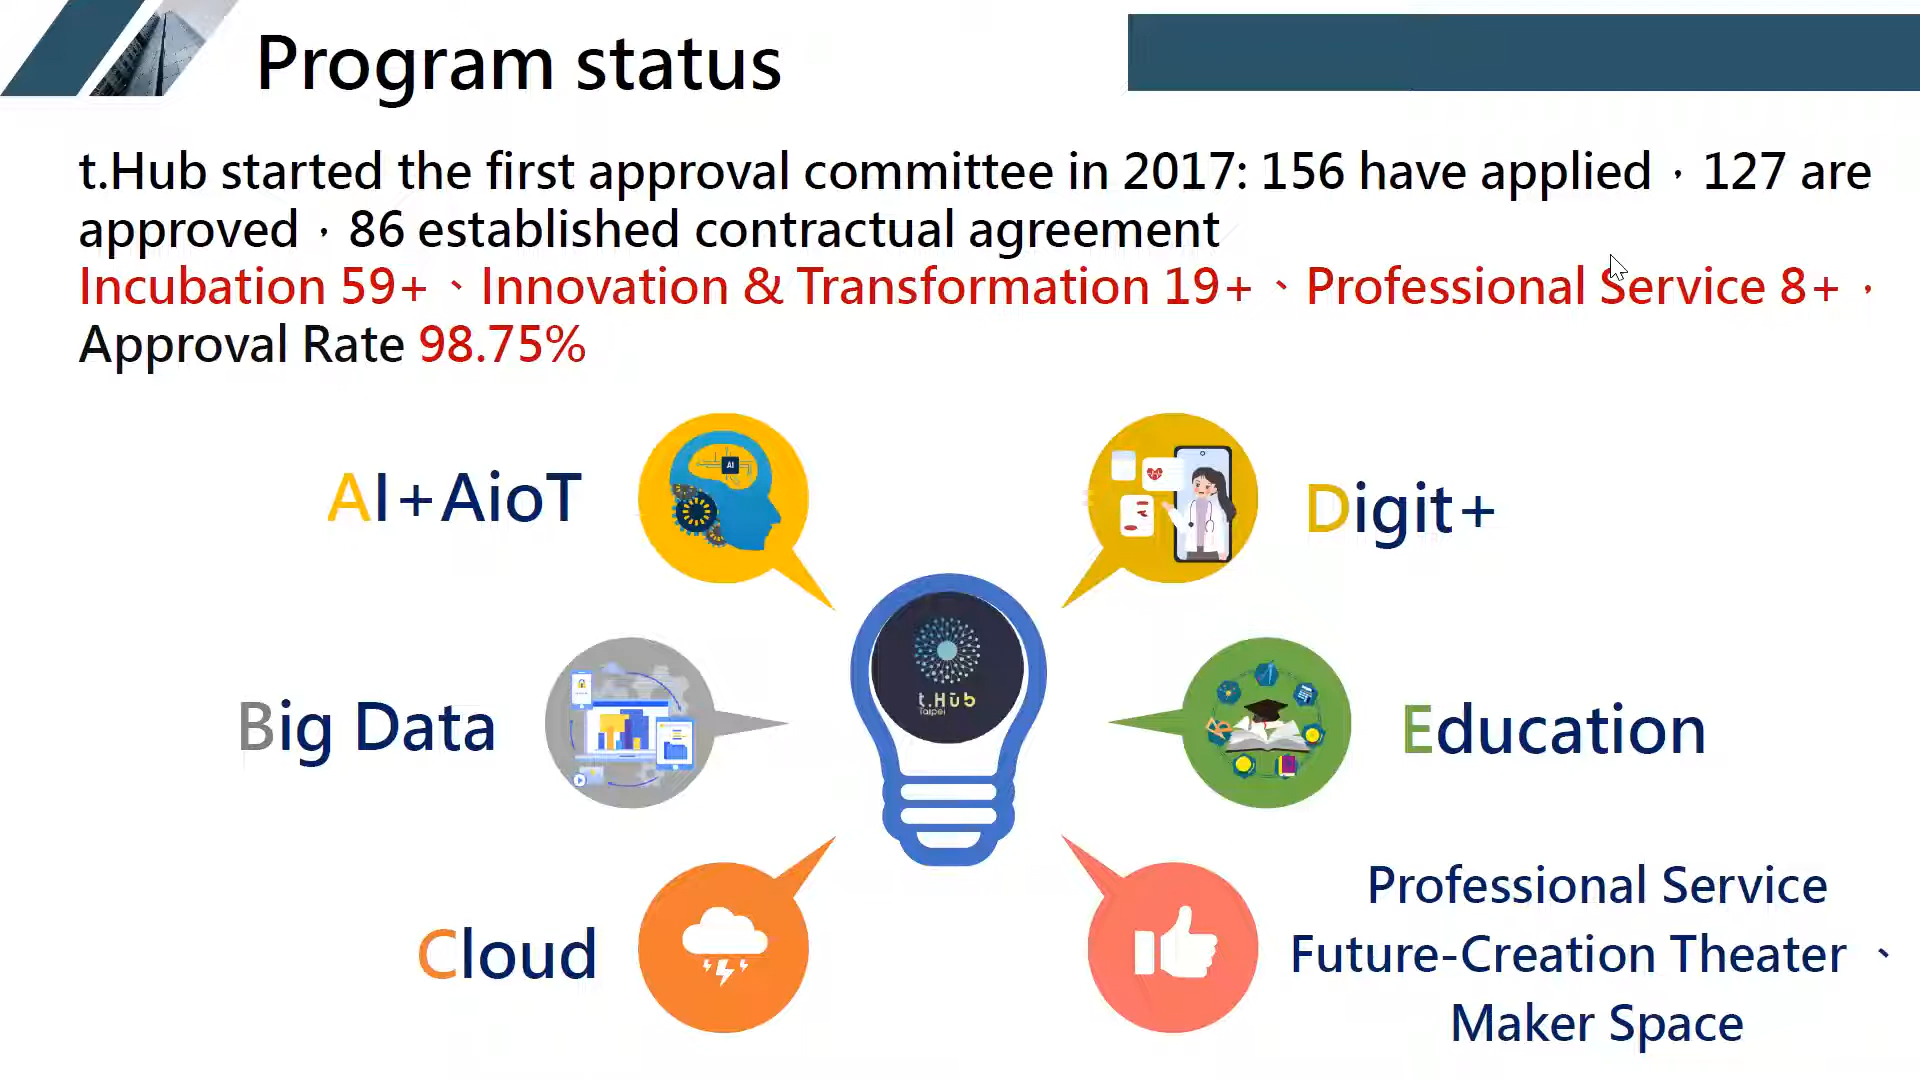 Program status
t.Hub started the first approval committee in 2017: 156 have applied，127 are
approved，86 established contractual agreement
Incubation 59+、Innovation & Transformation 19+、Professional Service 8+，
Approval Rate 98.75%
AI+AioT
AI
Digit+
t.Hūb
Taipei
Big Data
Education
Cloud
Professional Service
Future-Creation Theater、
Maker Space